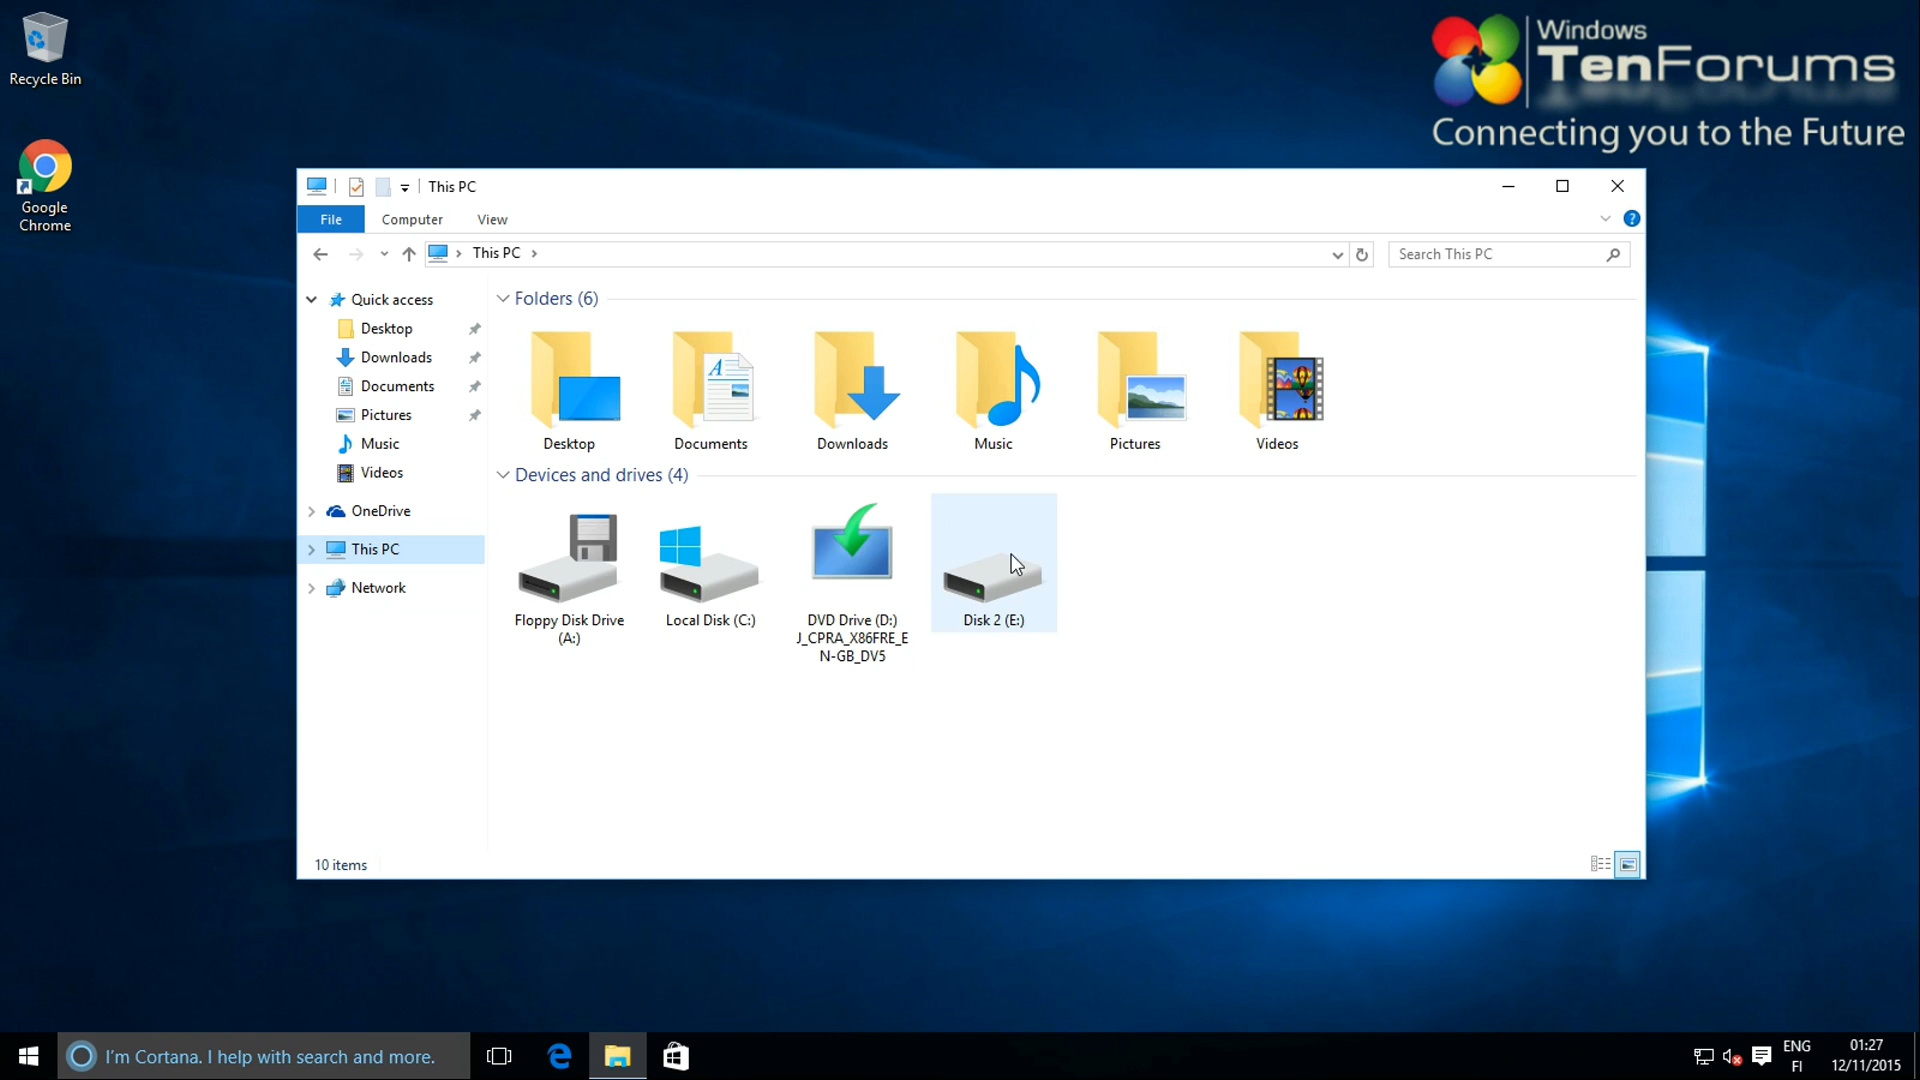 Recycle Bin
Google
Chrome
Windows
TenForums
Connecting you to the Future
This PC
File
Computer
View
This PC
Search This PC
Quick access
Desktop
Downloads
Documents
Pictures
Music
Videos
OneDrive
This PC
Network
Folders (6)
Desktop
Documents
Downloads
Music
Pictures
Videos
Devices and drives (4)
Floppy Disk Drive
(A:)
Local Disk (C:)
DVD Drive (D:)
J_CPRA_X86FRE_E
N-GB_DV5
Disk 2 (E:)
10 items
I'm Cortana. I help with search and more.
ENG
FI
01:27
12/11/2015